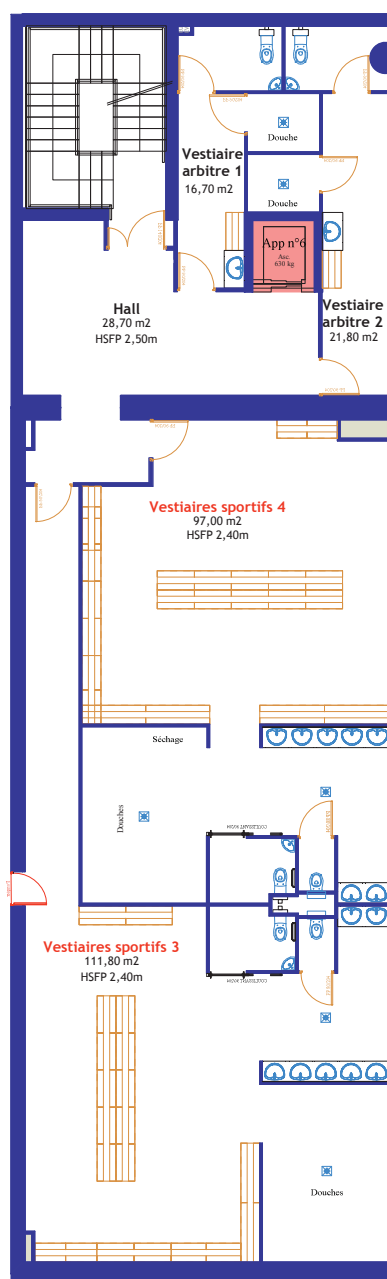 Douche
Vestiaire
arbitre 1
16,70 m2
Douche
App n°6
Asc.
630 kg
Hall
28,70 m2
HSFP 2,50m
Vestiaire
arbitre 2
21,80 m2
Vestiaires sportifs 4
97,00 m2
HSFP 2,40m
Séchage
Douches
Vestiaires sportifs 3
111,80 m2
HSFP 2,40m
Douches